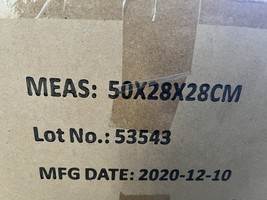 MEAS: 50X28X28CM
Lot No.: 53543
MFG DATE: 2020-12-10